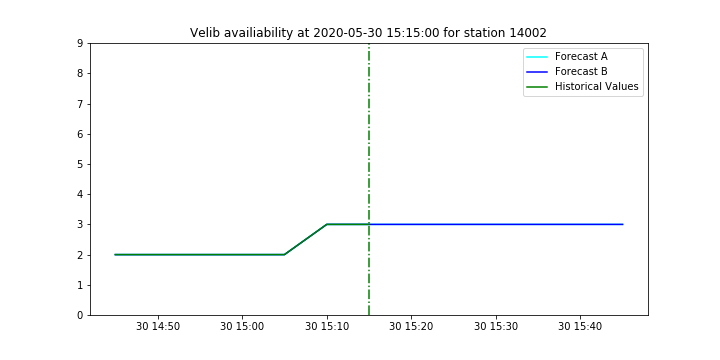 Velib availiability at 2020-05-30 15:15:00 for station 14002
9
8
7
6
5
4
3
2
1
0
Forecast A
Forecast B
Historical Values
30 14:50 30 15:00 30 15:10 30 15:20 30 15:30 30 15:40